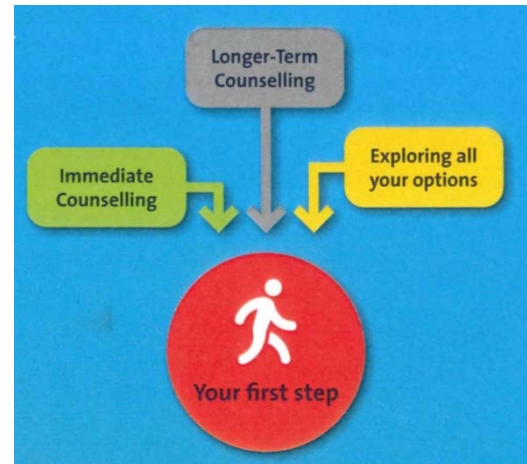 Longer-Term
Counselling
Immediate
Counselling
Exploring all
your options
Your first step